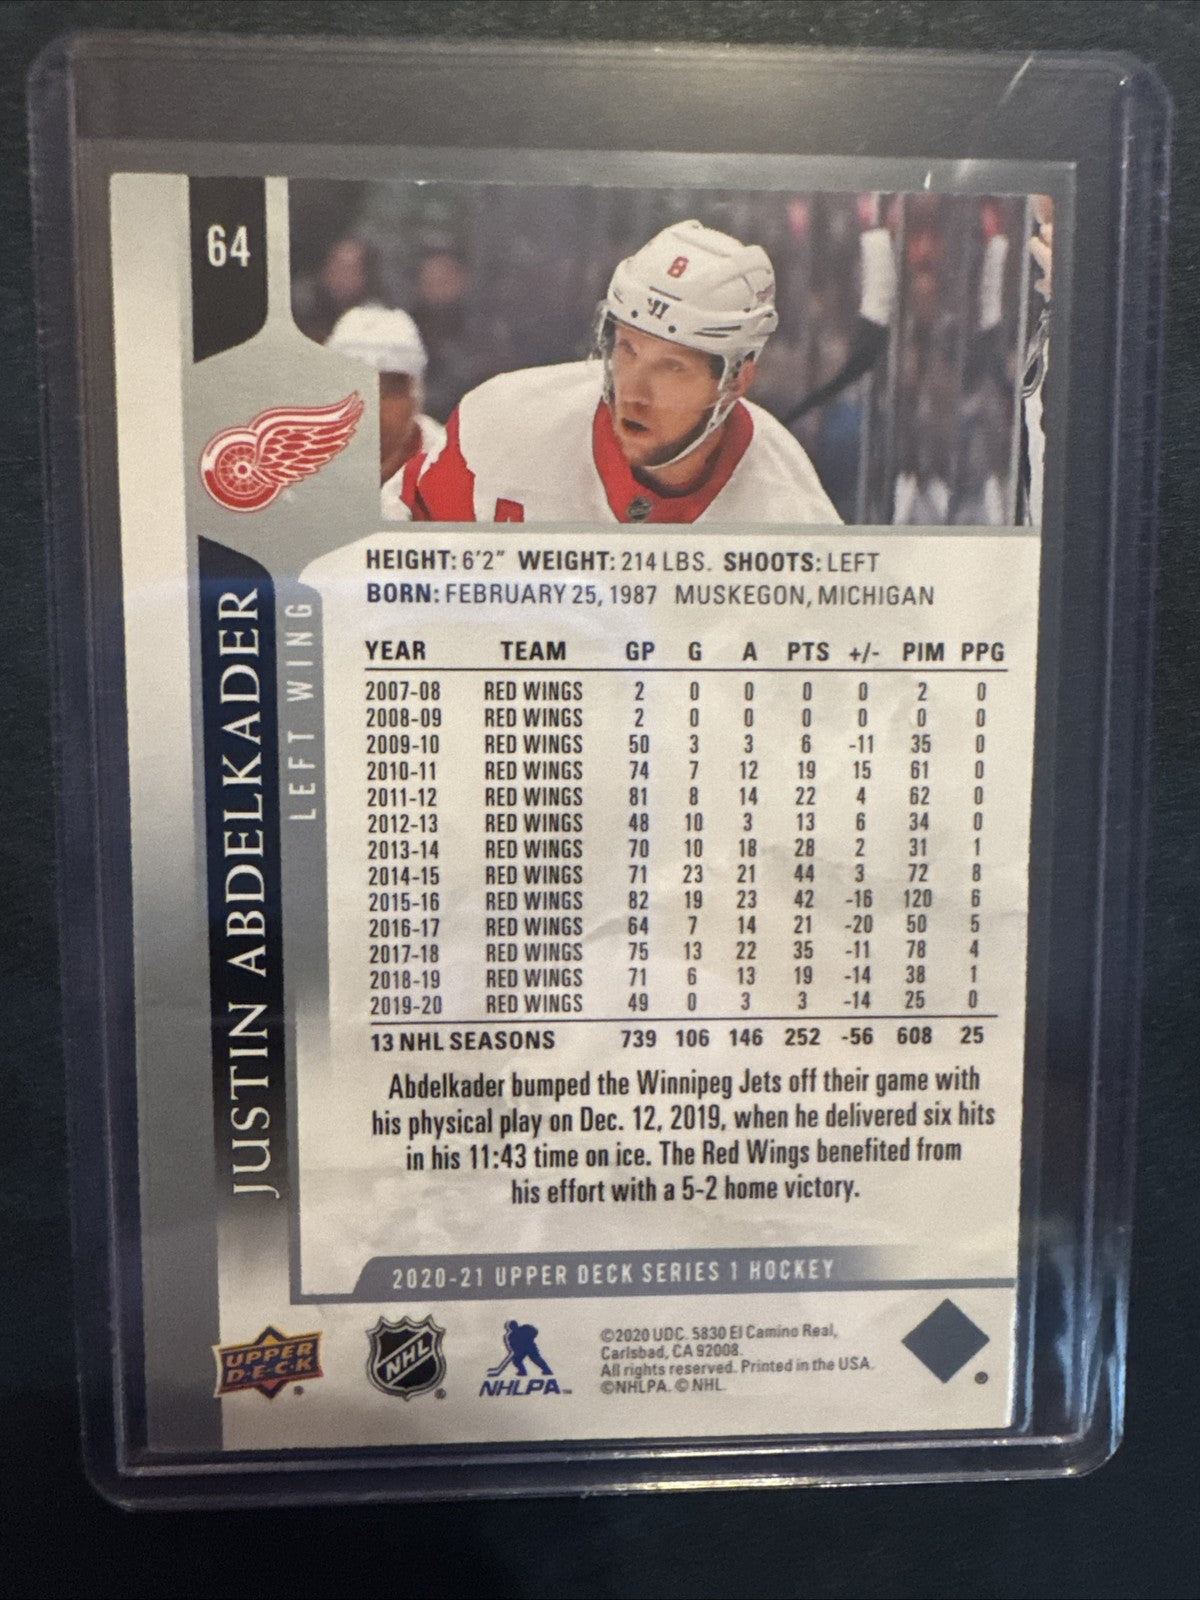 64
8
JUSTIN ABDELKADER
LEFT WING
HEIGHT: 6'2" WEIGHT: 214 LBS. SHOOTS: LEFT
BORN: FEBRUARY 25, 1987 MUSKEGON, MICHIGAN
YEAR TEAM GP G A PTS +/- PIM PPG
2007-08 RED WINGS 2 0 0 0 0 2 0
2008-09 RED WINGS 2 0 0 0 0 0 0
2009-10 RED WINGS 50 3 3 6 -11 35 0
2010-11 RED WINGS 74 7 12 19 15 61 0
2011-12 RED WINGS 81 8 14 22 4 62 0
2012-13 RED WINGS 48 10 3 13 6 34 0
2013-14 RED WINGS 70 10 18 28 2 31 1
2014-15 RED WINGS 71 23 21 44 3 72 8
2015-16 RED WINGS 82 19 23 42 -16 120 6
2016-17 RED WINGS 64 7 14 21 -20 50 5
2017-18 RED WINGS 75 13 22 35 -11 78 4
2018-19 RED WINGS 71 6 13 19 -14 38 1
2019-20 RED WINGS 49 0 3 3 -14 25 0
13 NHL SEASONS 739 106 146 252 -56 608 25
Abdelkader bumped the Winnipeg Jets off their game with
his physical play on Dec. 12, 2019, when he delivered six hits
in his 11:43 time on ice. The Red Wings benefited from
his effort with a 5-2 home victory.
2020-21 UPPER DECK SERIES 1 HOCKEY
UPPER
DECK
®
NHL
®
NHLPA™
©2020 UDC. 5830 El Camino Real,
Carlsbad, CA 92008.
All rights reserved. Printed in the USA.
©NHLPA. ©NHL.
®